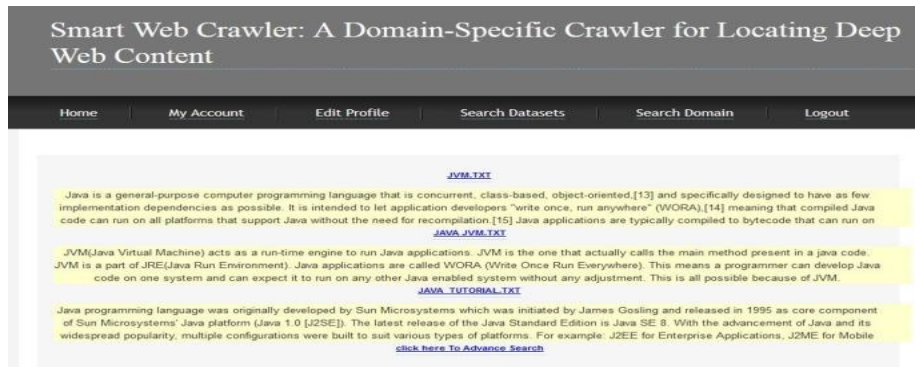 Smart Web Crawler: A Domain-Specific Crawler for Locating Deep
Web Content
Home My Account Edit Profile Search Datasets Search Domain Logout
JVM.TXT
Java is a general-purpose computer programming language that is concurrent, class-based, object-oriented,[13] and specifically designed to have as few
implementation dependencies as possible. It is intended to let application developers "write once, run anywhere" (WORA),[14] meaning that compiled Java
code can run on all platforms that support Java without the need for recompilation.[15] Java applications are typically compiled to bytecode that can run on
JAVA JVM.TXT
JVM(Java Virtual Machine) acts as a run-time engine to run Java applications. JVM is the one that actually calls the main method present in a java code.
JVM is a part of JRE(Java Run Environment). Java applications are called WORA (Write Once Run Everywhere). This means a programmer can develop Java
code on one system and can expect it to run on any other Java enabled system without any adjustment. This is all possible because of JVM.
JAVA TUTORIAL.TXT
Java programming language was originally developed by Sun Microsystems which was initiated by James Gosling and released in 1995 as core component
of Sun Microsystems' Java platform (Java 1.0 [J2SE]). The latest release of the Java Standard Edition is Java SE 8. With the advancement of Java and its
widespread popularity, multiple configurations were built to suit various types of platforms. For example: J2EE for Enterprise Applications, J2ME for Mobile
click here To Advance Search